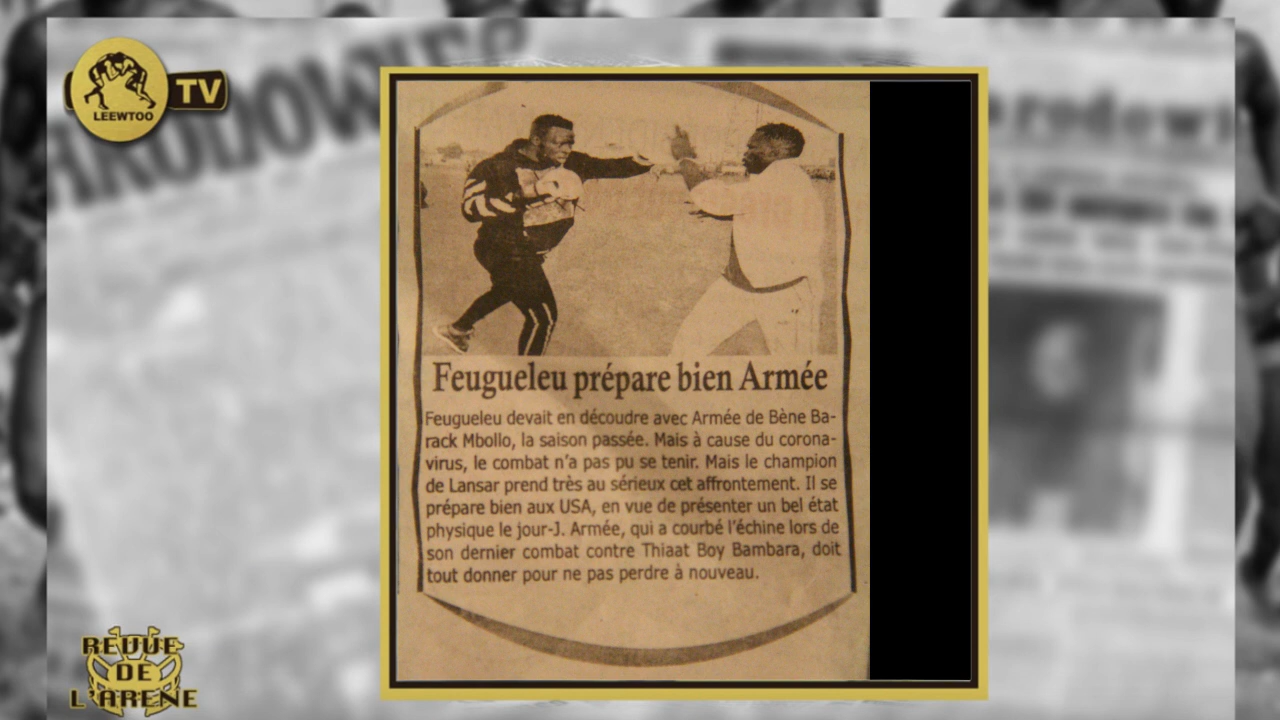 LEEWTOO
TV
Feugueleu prépare bien Armée
Feugueleu devait en découdre avec Armée de Bène Ba-
rack Mbollo, la saison passée. Mais à cause du corona-
virus, le combat n'a pas pu se tenir. Mais le champion
de Lansar prend très au sérieux cet affrontement. Il se
prépare bien aux USA, en vue de présenter un bel état
physique le jour-J. Armée, qui a courbé l'échine lors de
son dernier combat contre Thiaat Boy Bambara, doit
tout donner pour ne pas perdre à nouveau.
REVUE
DE
L'ARENE